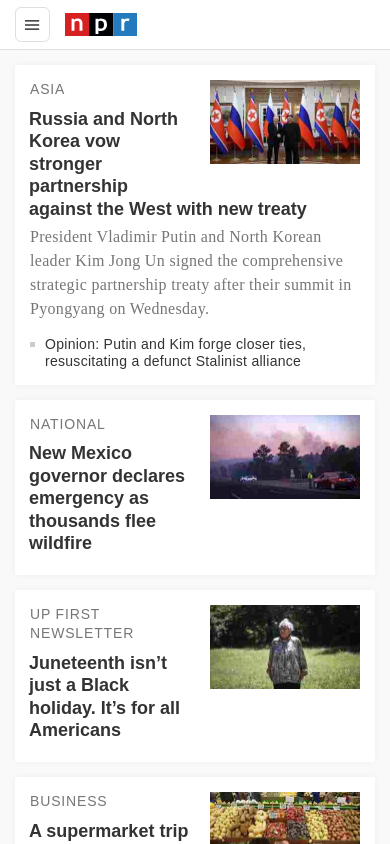 npr
ASIA
Russia and North
Korea vow
stronger
partnership
against the West with new treaty
President Vladimir Putin and North Korean
leader Kim Jong Un signed the comprehensive
strategic partnership treaty after their summit in
Pyongyang on Wednesday.
Opinion: Putin and Kim forge closer ties,
resuscitating a defunct Stalinist alliance
NATIONAL
New Mexico
governor declares
emergency as
thousands flee
wildfire
UP FIRST
NEWSLETTER
Juneteenth isn’t
just a Black
holiday. It’s for all
Americans
BUSINESS
A supermarket trip